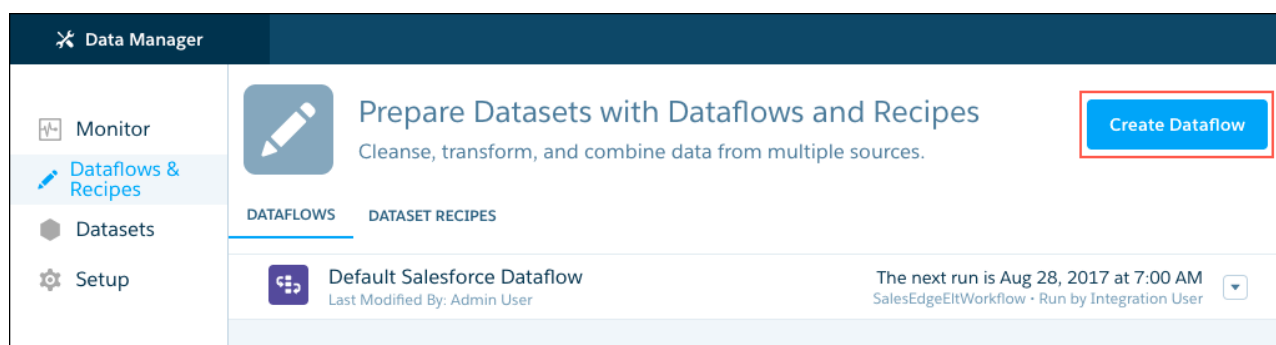 Data Manager
Monitor
Dataflows &
Recipes
Datasets
Setup
Prepare Datasets with Dataflows and Recipes
Cleanse, transform, and combine data from multiple sources.
Create Dataflow
DATAFLOWS DATASET RECIPES
Default Salesforce Dataflow
Last Modified By: Admin User
The next run is Aug 28, 2017 at 7:00 AM
SalesEdgeEltWorkflow • Run by Integration User